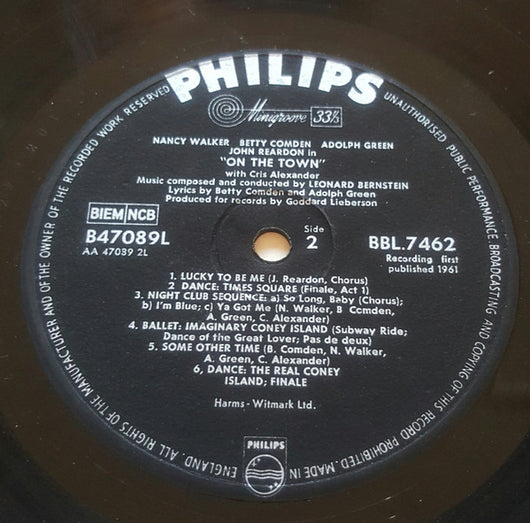 PHILIPS
Minigroove 33⅓
NANCY WALKER BETTY COMDEN ADOLPH GREEN
JOHN REARDON in
"ON THE TOWN"
with Cris Alexander
Music composed and conducted by LEONARD BERNSTEIN
Lyrics by Betty Comden and Adolph Green
Produced for records by Goddard Lieberson
BIEM NCB
B47089L
AA 47089 2L
Side
2
BBL.7462
Recording first
published 1961
1. LUCKY TO BE ME (J. Reardon, Chorus)
2 DANCE: TIMES SQUARE (Finale, Act 1)
3. NIGHT CLUB SEQUENCE: a) So Long, Baby (Chorus);
b) I'm Blue; c) Ya Got Me (N. Walker, B Comden,
A. Green, C. Alexander)
4. BALLET: IMAGINARY CONEY ISLAND (Subway Ride;
Dance of the Great Lover; Pas de deux)
5. SOME OTHER TIME (B. Comden, N. Walker,
A. Green, C. Alexander)
6, DANCE: THE REAL CONEY
ISLAND; FINALE
Harms - Witmark Ltd.
PHILIPS
ALL RIGHTS OF THE MANUFACTURER AND OF THE OWNER OF THE RECORDED WORK RESERVED
UNAUTHORISED PUBLIC PERFORMANCE, BROADCASTING AND COPYING OF THIS RECORD PROHIBITED. MADE IN ENGLAND.